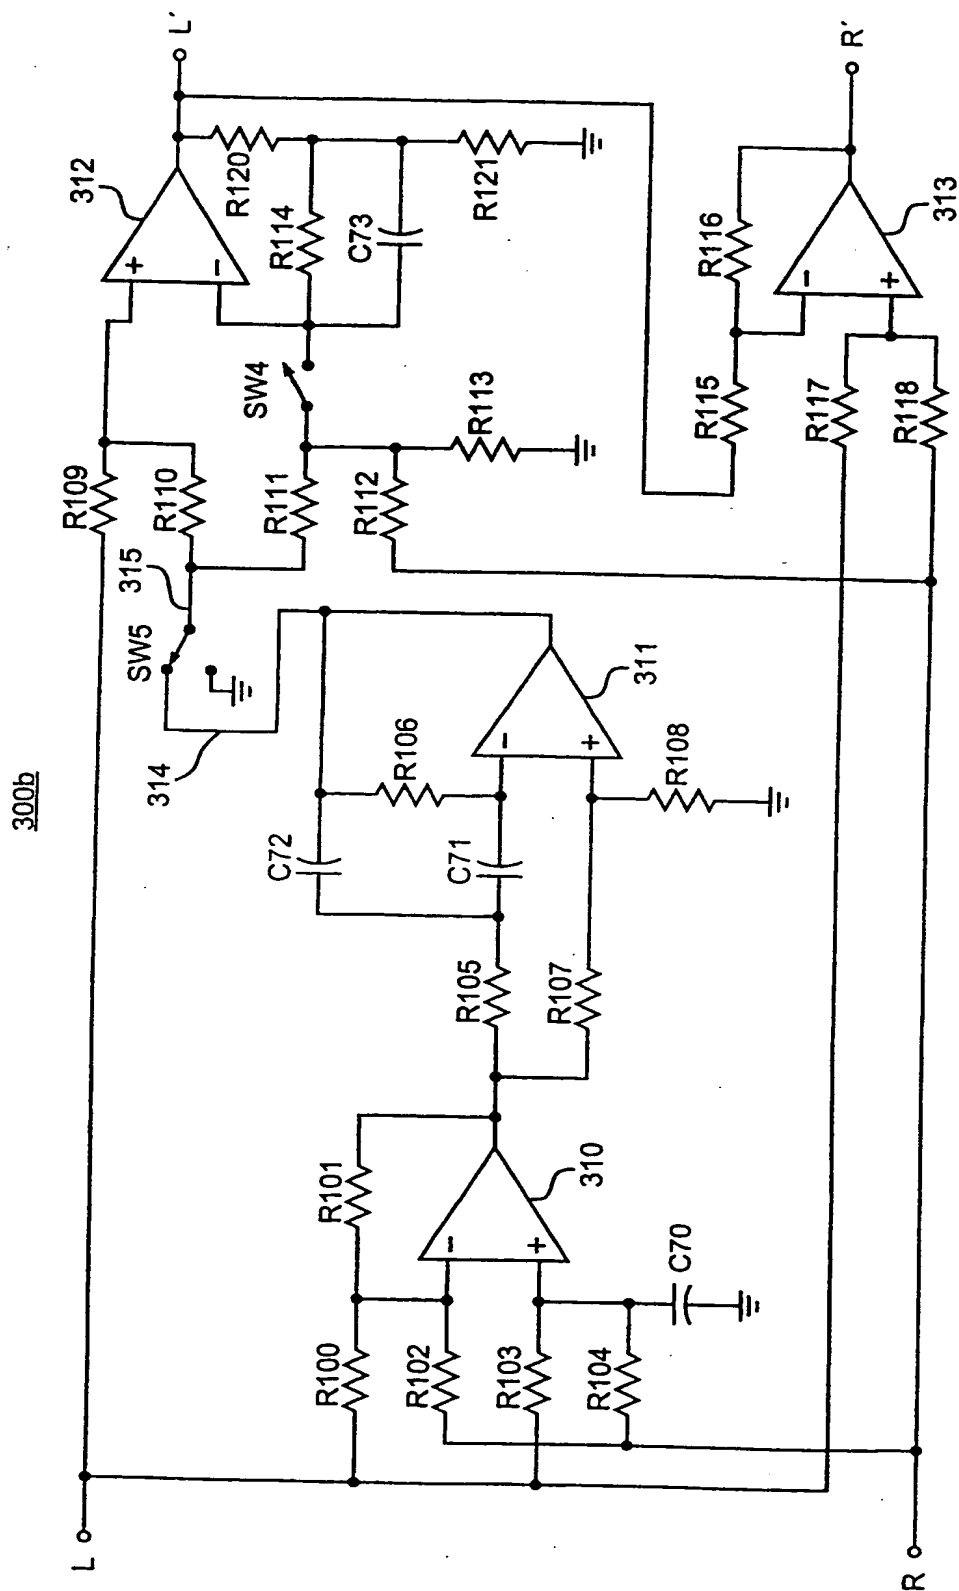 300b
L
R
R100
R102
R103
R104
R101
C70
-
+
310
R105
R107
C72
C71
R106
R108
-
+
311
314
SW5
315
R109
R110
R111
R112
SW4
R113
+
-
312
R120
R114
C73
R121
L′
R115
R116
R117
R118
-
+
313
R′